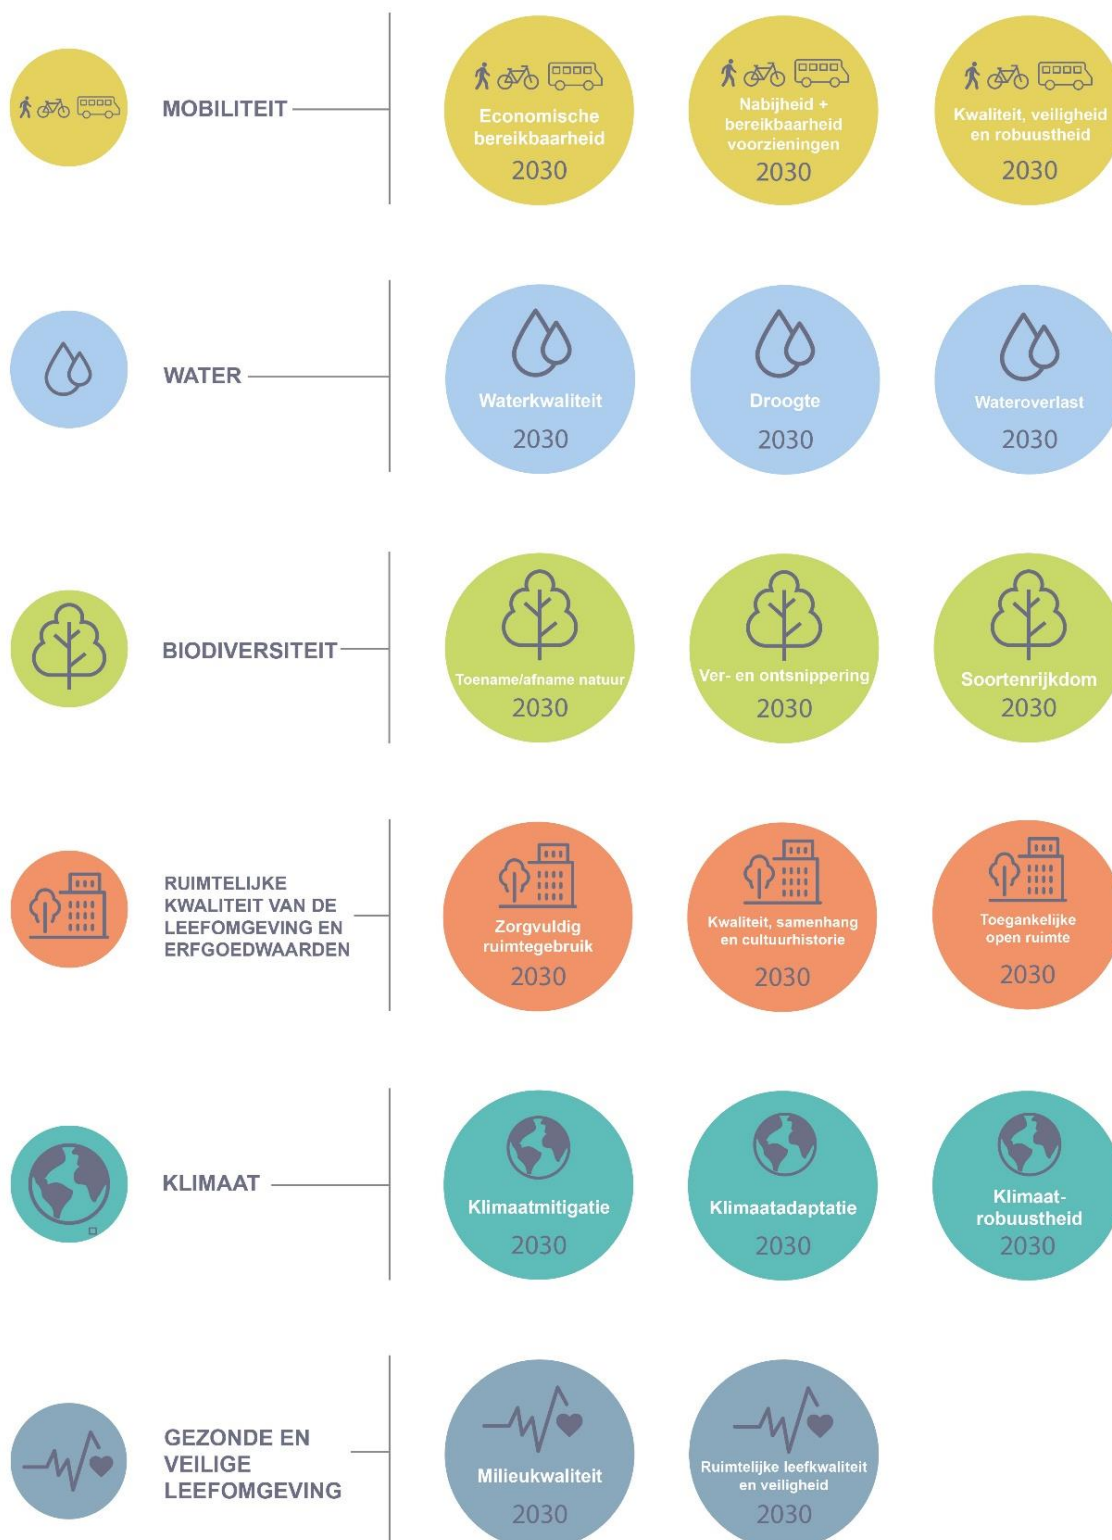 MOBILITEIT
Economische
bereikbaarheid
2030
Nabijheid +
bereikbaarheid
voorzieningen
2030
Kwaliteit, veiligheid
en robuustheid
2030
WATER
Waterkwaliteit
2030
Droogte
2030
Wateroverlast
2030
BIODIVERSITEIT
Toename/afname natuur
2030
Ver- en ontsnippering
2030
Soortenrijkdom
2030
RUIMTELIJKE
KWALITEIT VAN DE
LEEFOMGEVING EN
ERFGOEDWAARDEN
Zorgvuldig
ruimtegebruik
2030
Kwaliteit, samenhang
en cultuurhistorie
2030
Toegankelijke
open ruimte
2030
KLIMAAT
Klimaatmitigatie
2030
Klimaatadaptatie
2030
Klimaat-
robuustheid
2030
GEZONDE EN
VEILIGE
LEEFOMGEVING
Milieukwaliteit
2030
Ruimtelijke leefkwaliteit
en veiligheid
2030